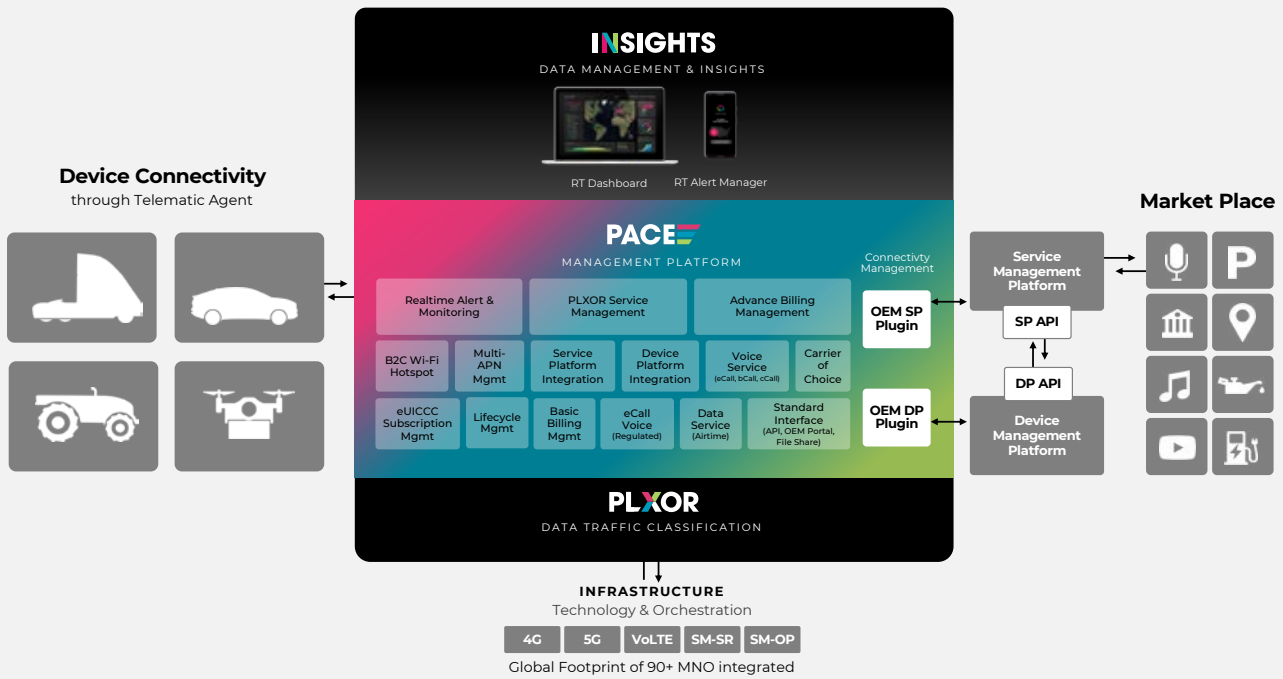 INSIGHTS
DATA MANAGEMENT & INSIGHTS
RT Dashboard
RT Alert Manager
Device Connectivity
through Telematic Agent
PACE
MANAGEMENT PLATFORM
Connectivty
Management
Realtime Alert &
Monitoring
PLXOR Service
Management
Advance Billing
Management
OEM SP
Plugin
B2C Wi-Fi
Hotspot
Multi-
APN
Mgmt
Service
Platform
Integration
Device
Platform
Integration
Voice
Service
(eCall, bCall, cCall)
Carrier
of
Choice
eUICCC
Subscription
Mgmt
Lifecycle
Mgmt
Basic
Billing
Mgmt
eCall
Voice
(Regulated)
Data
Service
(Airtime)
Standard
Interface
(API, OEM Portal,
File Share)
OEM DP
Plugin
PLXOR
DATA TRAFFIC CLASSIFICATION
Service
Management
Platform
SP API
DP API
Device
Management
Platform
Market Place
P
INFRASTRUCTURE
Technology & Orchestration
4G
5G
VoLTE
SM-SR
SM-OP
Global Footprint of 90+ MNO integrated